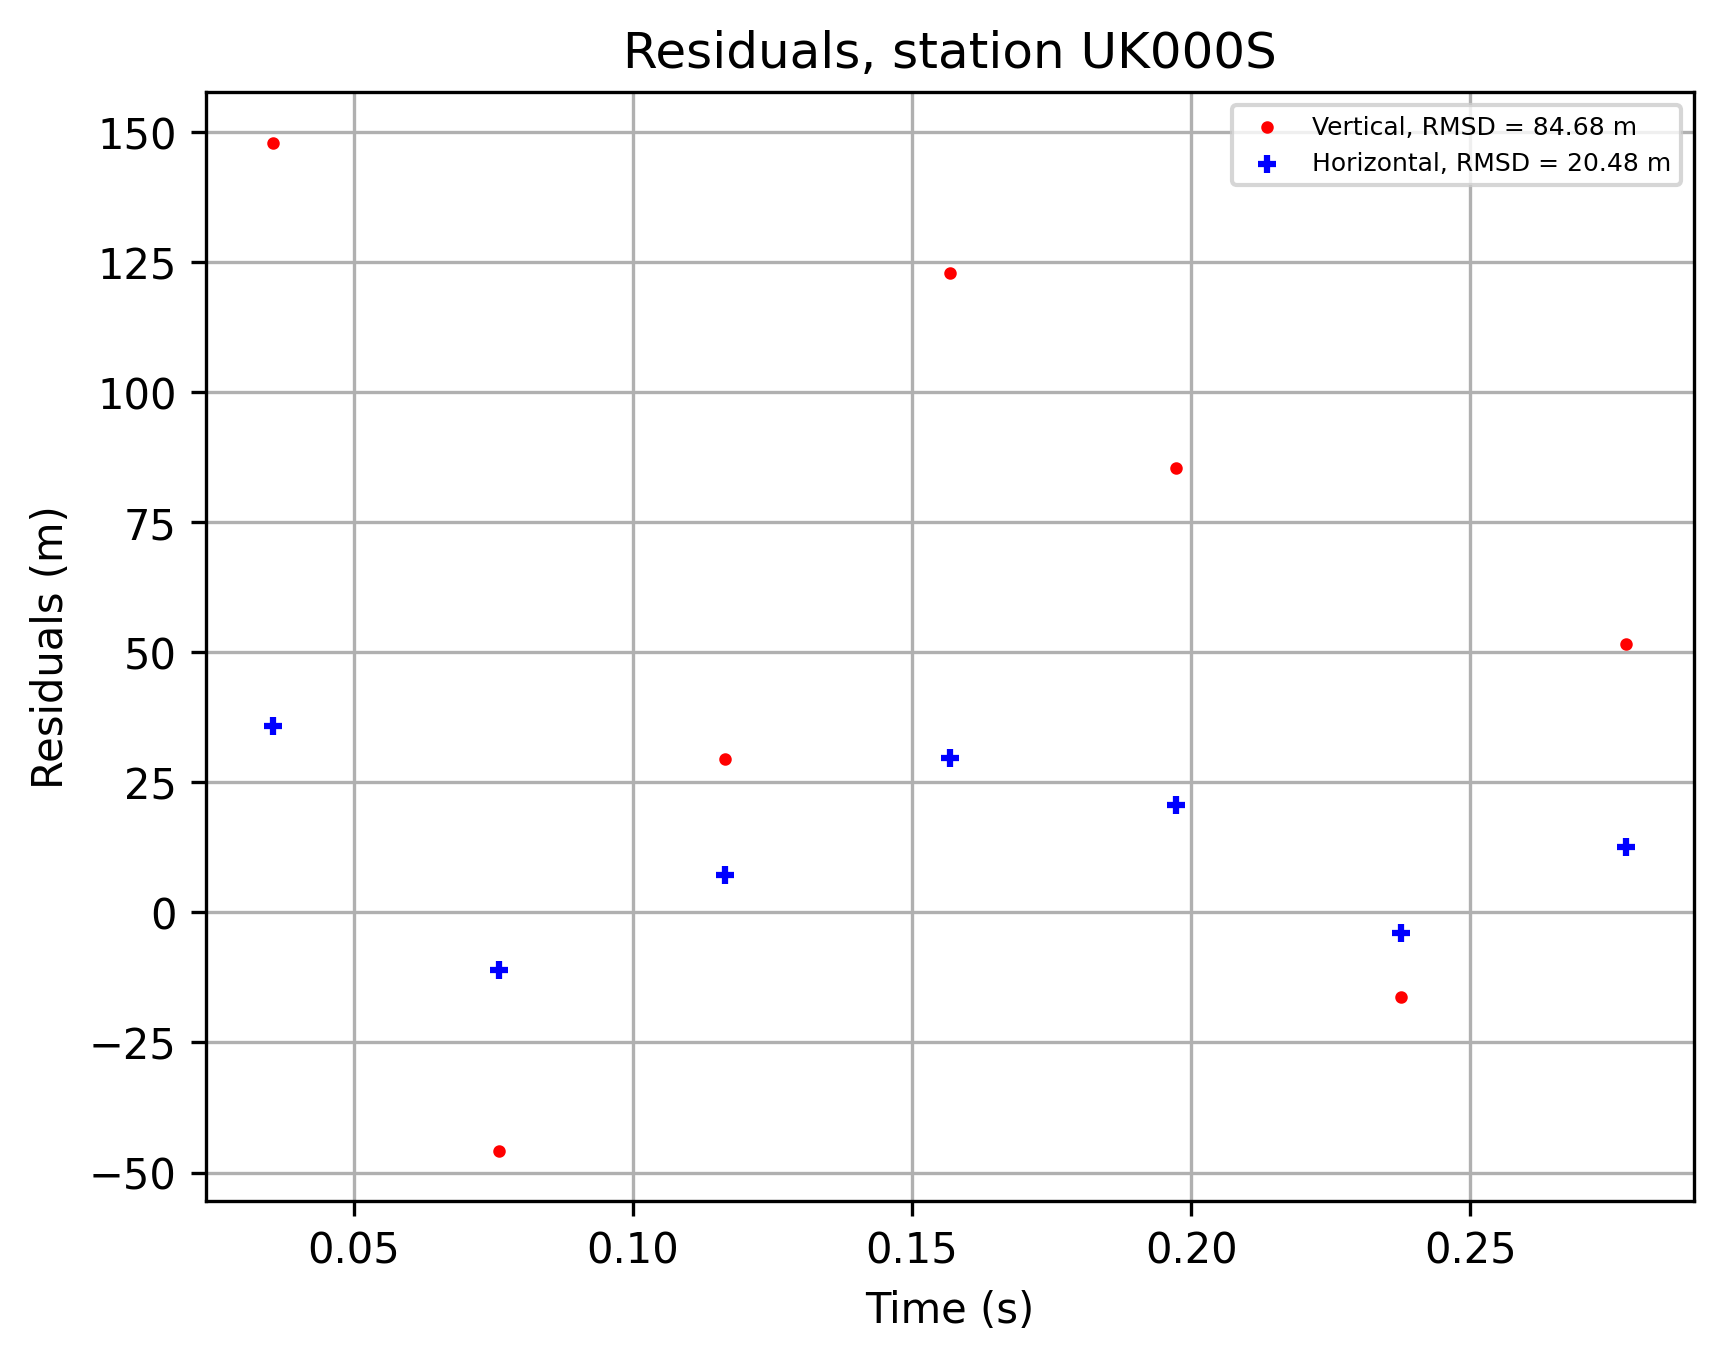 Residuals, station UK000S
Vertical, RMSD = 84.68 m
Horizontal, RMSD = 20.48 m
150
125
100
75
50
25
0
−25
−50
Residuals (m)
0.05 0.10 0.15 0.20 0.25
Time (s)